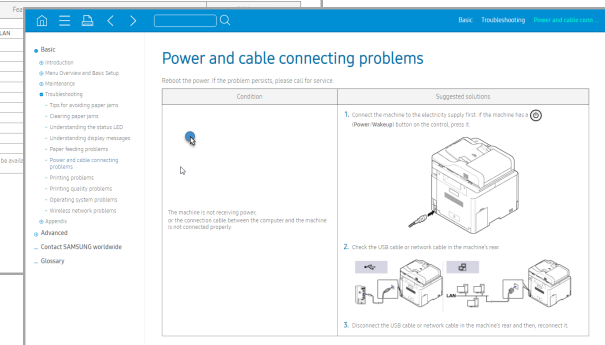 Fea
LAN
be availa
Basic Troubleshooting Power and cable conn...
Basic
Introduction
Menu Overview and Basic Setup
Maintenance
Troubleshooting
– Tips for avoiding paper jams
– Clearing paper jams
– Understanding the status LED
– Understanding display messages
– Paper feeding problems
– Power and cable connecting
problems
– Printing problems
– Printing quality problems
– Operating system problems
– Wireless network problems
Appendix
Advanced
Contact SAMSUNG worldwide
Glossary
Power and cable connecting problems
Reboot the power. If the problem persists, please call for service.
Condition
Suggested solutions
The machine is not receiving power,
or the connection cable between the computer and the machine
is not connected properly.
1. Connect the machine to the electricity supply first. If the machine has a
(Power/Wakeup) button on the control, press it.
2. Check the USB cable or network cable in the machine's rear.
LAN
3. Disconnect the USB cable or network cable in the machine's rear and then, reconnect it.